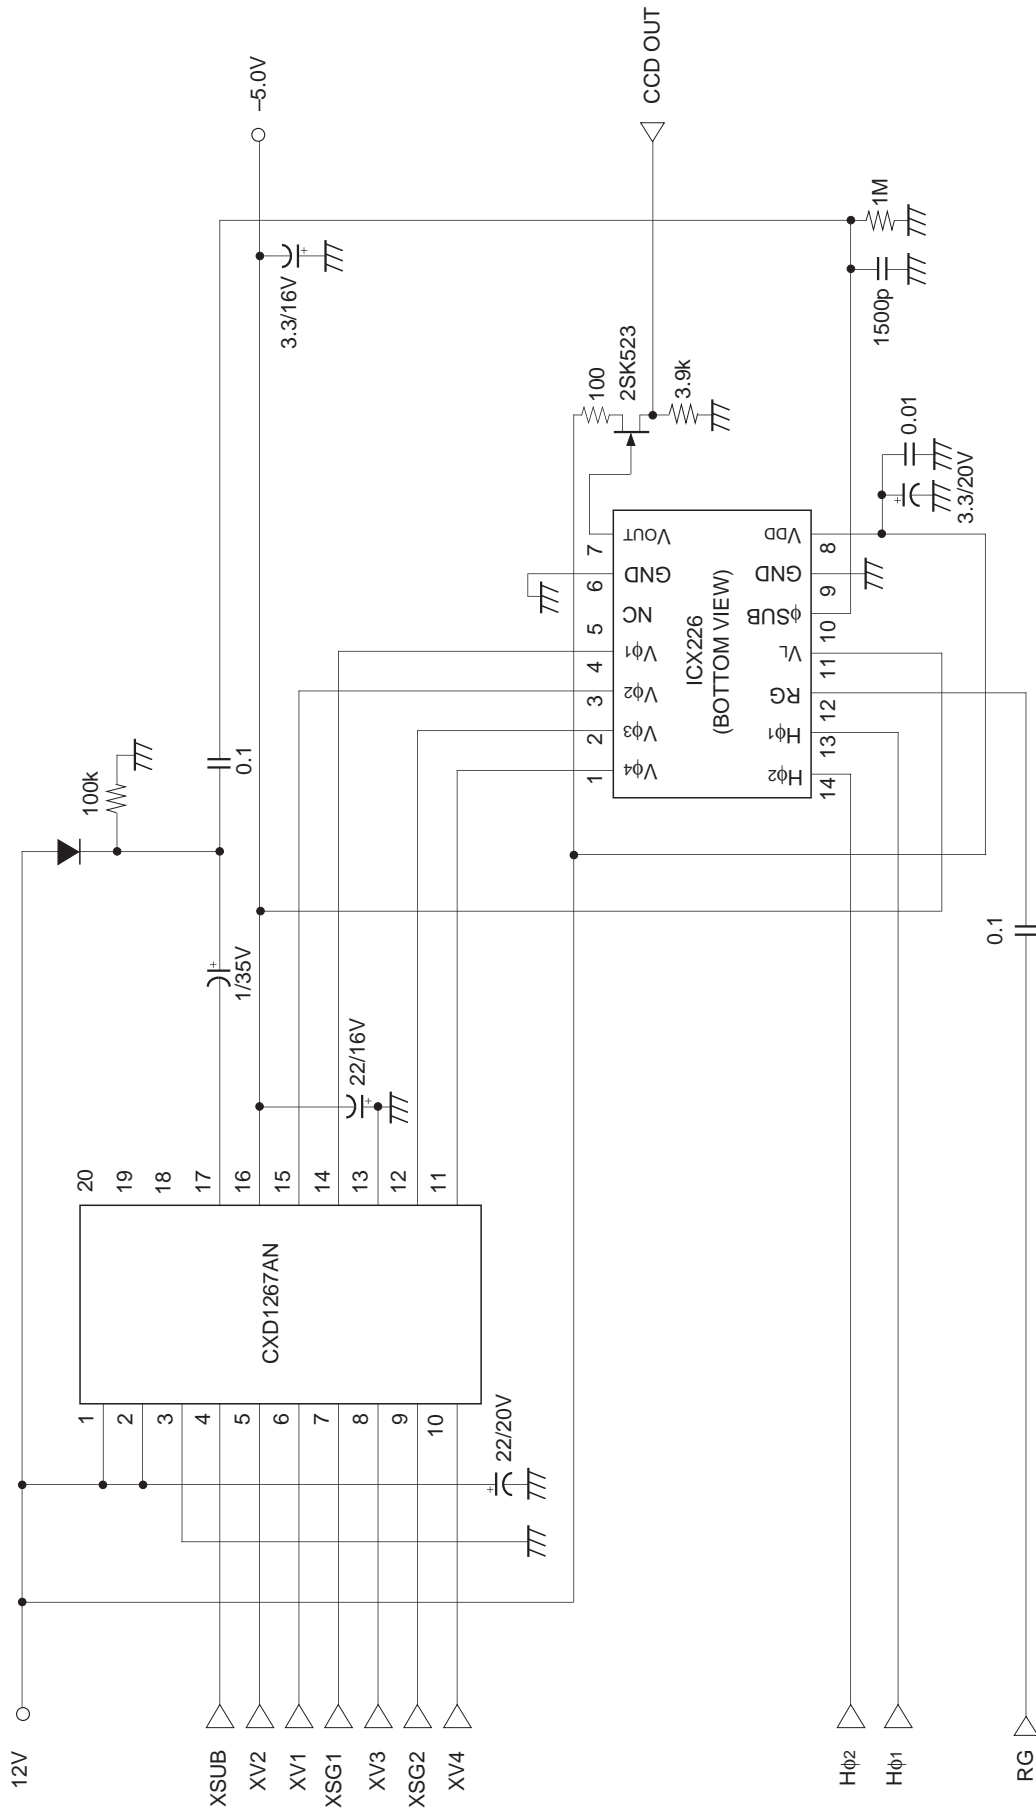 12V
XSUB
XV2
XV1
XSG1
XV3
XSG2
XV4
Hϕ2
Hϕ1
RG
22/20V
1
2
3
4
5
6
7
8
9
10
CXD1267AN
20
19
18
17
16
15
14
13
12
11
22/16V
1/35V
100k
0.1
0.1
–5.0V
3.3/16V
CCD OUT
100
2SK523
3.9k
1M
1500p
0.01
3.3/20V
ICX226
(BOTTOM VIEW)
1
2
3
4
5
6
7
Vϕ4
Vϕ3
Vϕ2
Vϕ1
NC
GND
VOUT
Hϕ2
Hϕ1
RG
VL
ϕSUB
GND
VDD
14
13
12
11
10
9
8